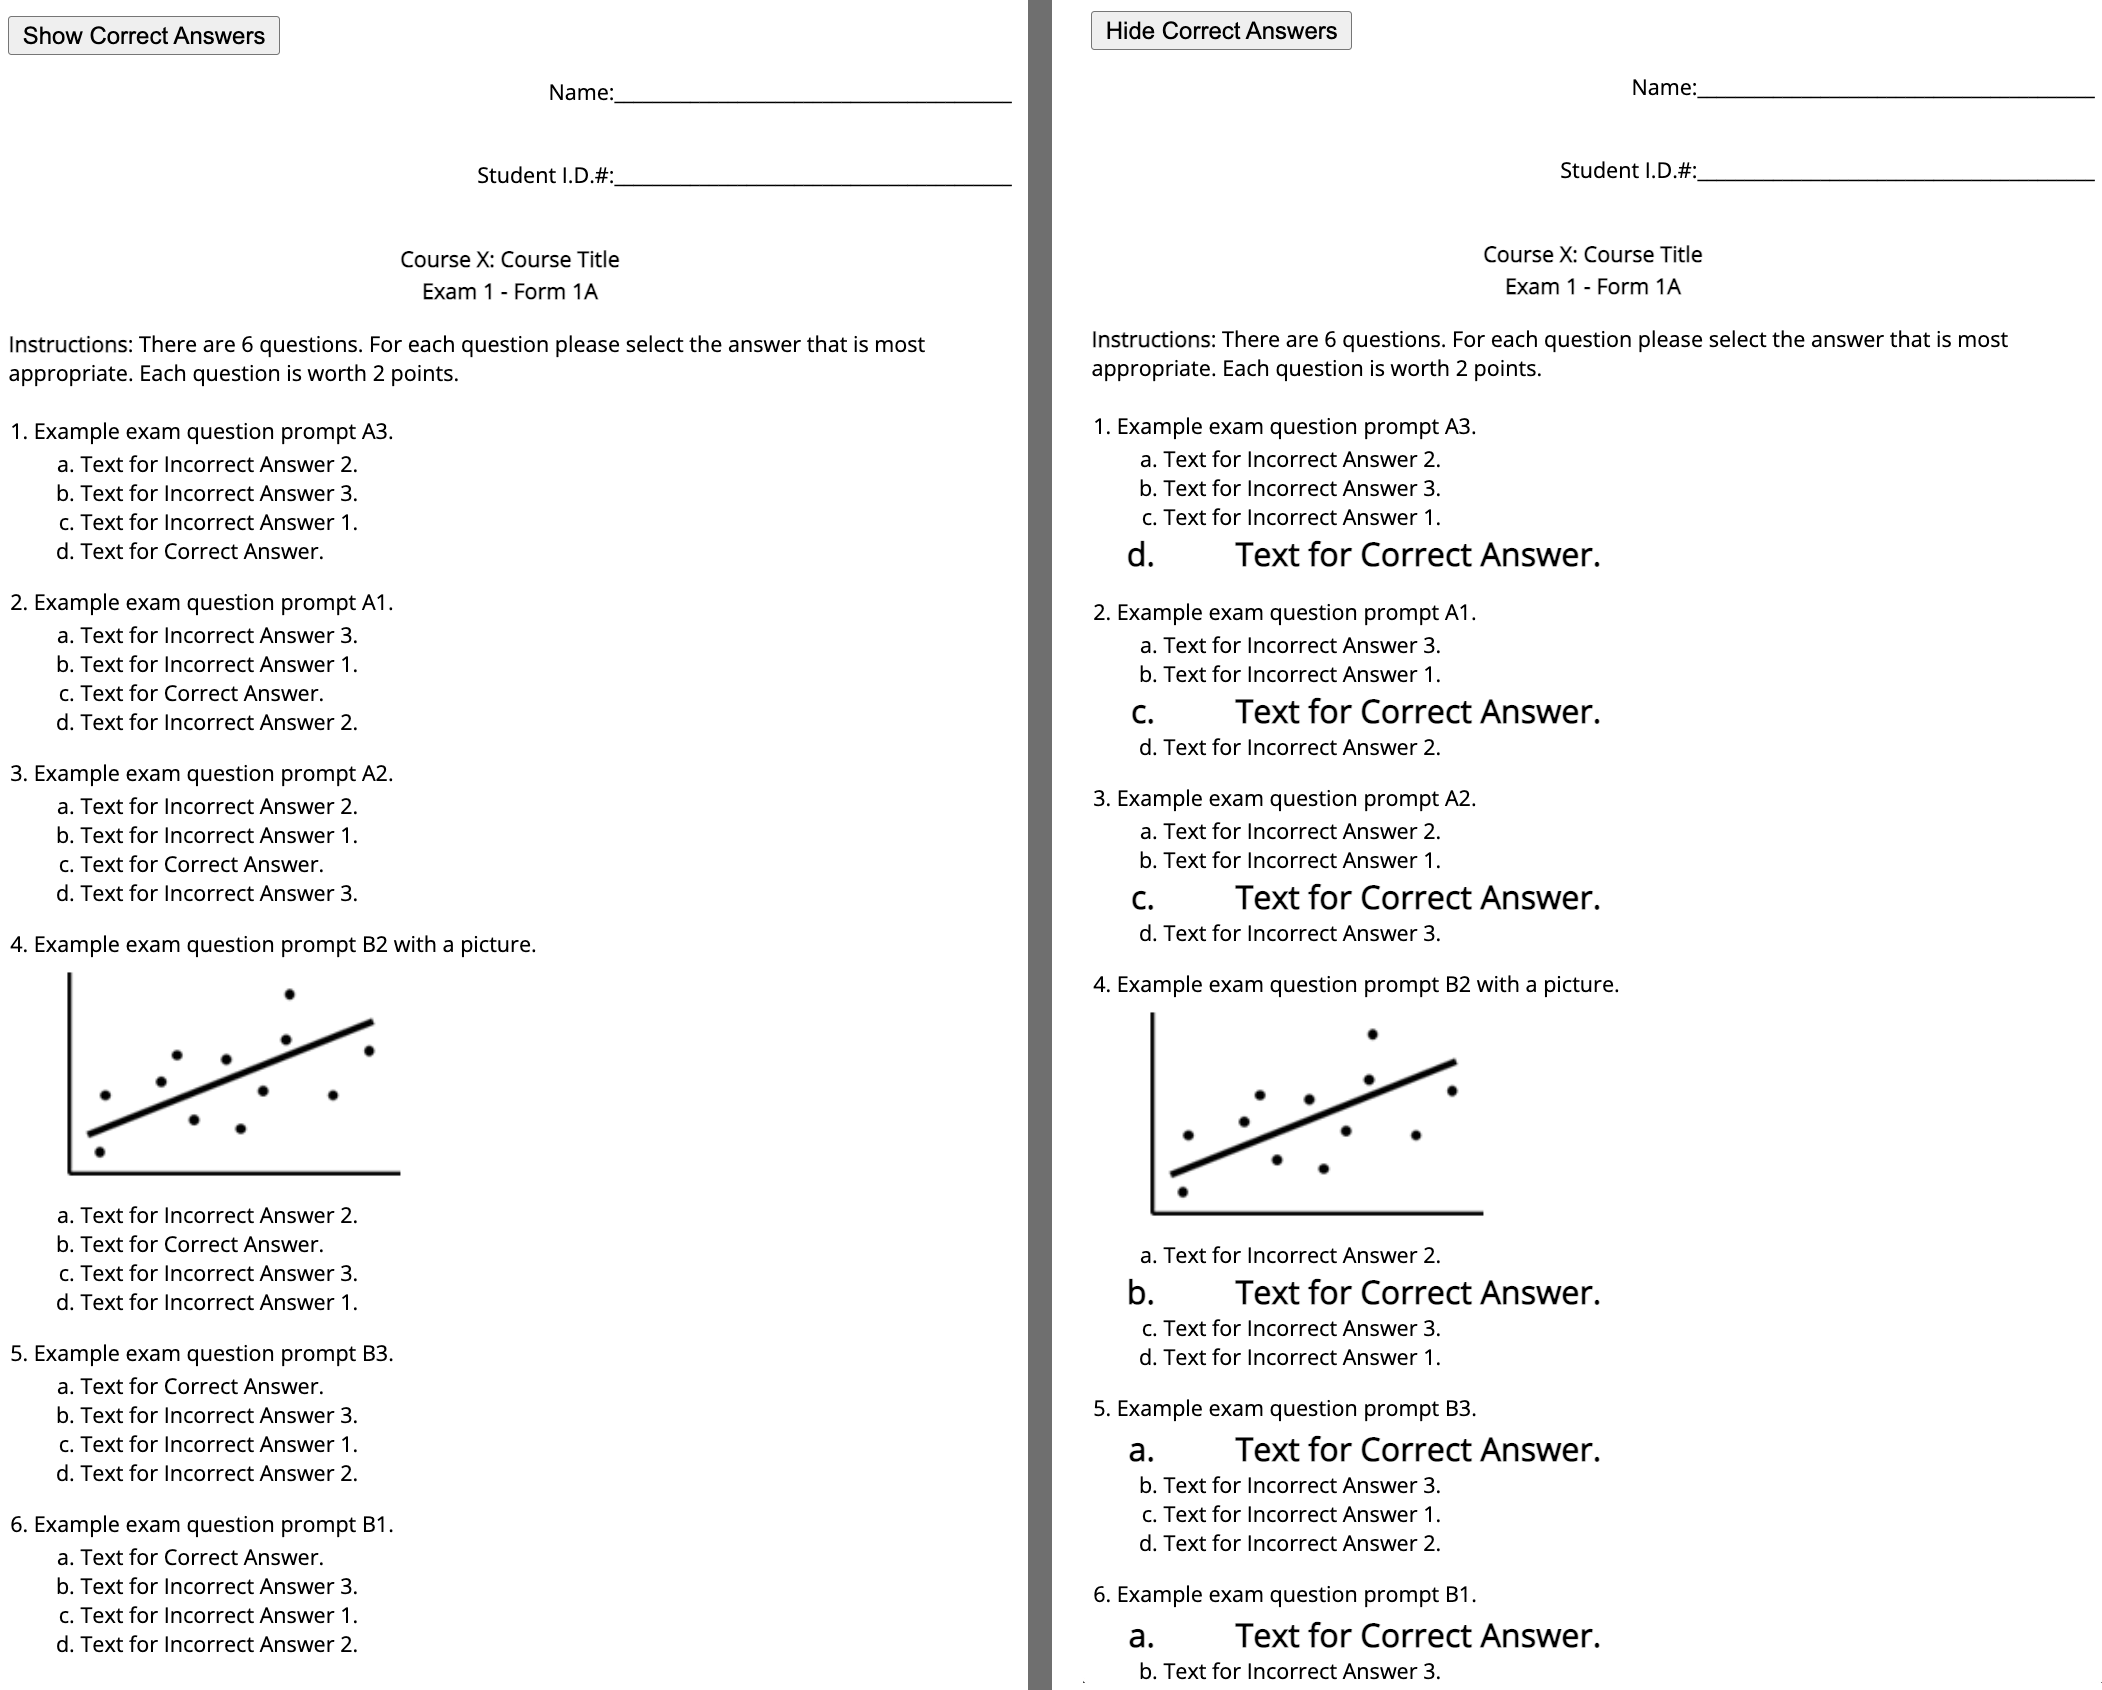 Show Correct Answers
Name:
Student I.D.#:
Course X: Course Title
Exam 1 - Form 1A
Instructions: There are 6 questions. For each question please select the answer that is most
appropriate. Each question is worth 2 points.
1. Example exam question prompt A3.
a. Text for Incorrect Answer 2.
b. Text for Incorrect Answer 3.
c. Text for Incorrect Answer 1.
d. Text for Correct Answer.
2. Example exam question prompt A1.
a. Text for Incorrect Answer 3.
b. Text for Incorrect Answer 1.
c. Text for Correct Answer.
d. Text for Incorrect Answer 2.
3. Example exam question prompt A2.
a. Text for Incorrect Answer 2.
b. Text for Incorrect Answer 1.
c. Text for Correct Answer.
d. Text for Incorrect Answer 3.
4. Example exam question prompt B2 with a picture.
a. Text for Incorrect Answer 2.
b. Text for Correct Answer.
c. Text for Incorrect Answer 3.
d. Text for Incorrect Answer 1.
5. Example exam question prompt B3.
a. Text for Correct Answer.
b. Text for Incorrect Answer 3.
c. Text for Incorrect Answer 1.
d. Text for Incorrect Answer 2.
6. Example exam question prompt B1.
a. Text for Correct Answer.
b. Text for Incorrect Answer 3.
c. Text for Incorrect Answer 1.
d. Text for Incorrect Answer 2.
Hide Correct Answers
Name:
Student I.D.#:
Course X: Course Title
Exam 1 - Form 1A
Instructions: There are 6 questions. For each question please select the answer that is most
appropriate. Each question is worth 2 points.
1. Example exam question prompt A3.
a. Text for Incorrect Answer 2.
b. Text for Incorrect Answer 3.
c. Text for Incorrect Answer 1.
d. Text for Correct Answer.
2. Example exam question prompt A1.
a. Text for Incorrect Answer 3.
b. Text for Incorrect Answer 1.
c. Text for Correct Answer.
d. Text for Incorrect Answer 2.
3. Example exam question prompt A2.
a. Text for Incorrect Answer 2.
b. Text for Incorrect Answer 1.
c. Text for Correct Answer.
d. Text for Incorrect Answer 3.
4. Example exam question prompt B2 with a picture.
a. Text for Incorrect Answer 2.
b. Text for Correct Answer.
c. Text for Incorrect Answer 3.
d. Text for Incorrect Answer 1.
5. Example exam question prompt B3.
a. Text for Correct Answer.
b. Text for Incorrect Answer 3.
c. Text for Incorrect Answer 1.
d. Text for Incorrect Answer 2.
6. Example exam question prompt B1.
a. Text for Correct Answer.
b. Text for Incorrect Answer 3.